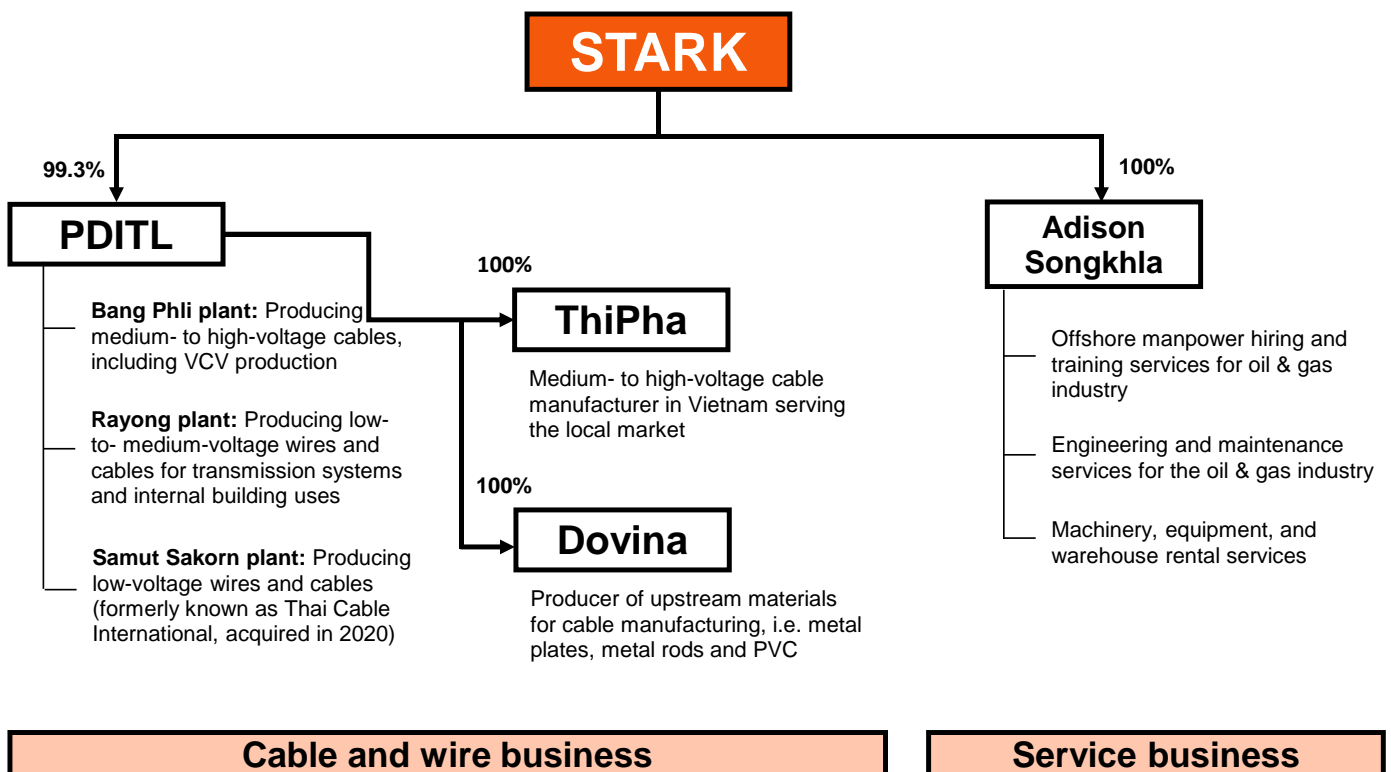 STARK
99.3%
100%
PDITL
Adison
Songkhla
100%
ThiPha
Bang Phli plant: Producing
medium- to high-voltage cables,
including VCV production
Medium- to high-voltage cable
manufacturer in Vietnam serving
the local market
Rayong plant: Producing low-
to- medium-voltage wires and
cables for transmission systems
and internal building uses
100%
Dovina
Samut Sakorn plant: Producing
low-voltage wires and cables
(formerly known as Thai Cable
International, acquired in 2020)
Producer of upstream materials
for cable manufacturing, i.e. metal
plates, metal rods and PVC
Offshore manpower hiring and
training services for oil & gas
industry
Engineering and maintenance
services for the oil & gas industry
Machinery, equipment, and
warehouse rental services
Cable and wire business
Service business